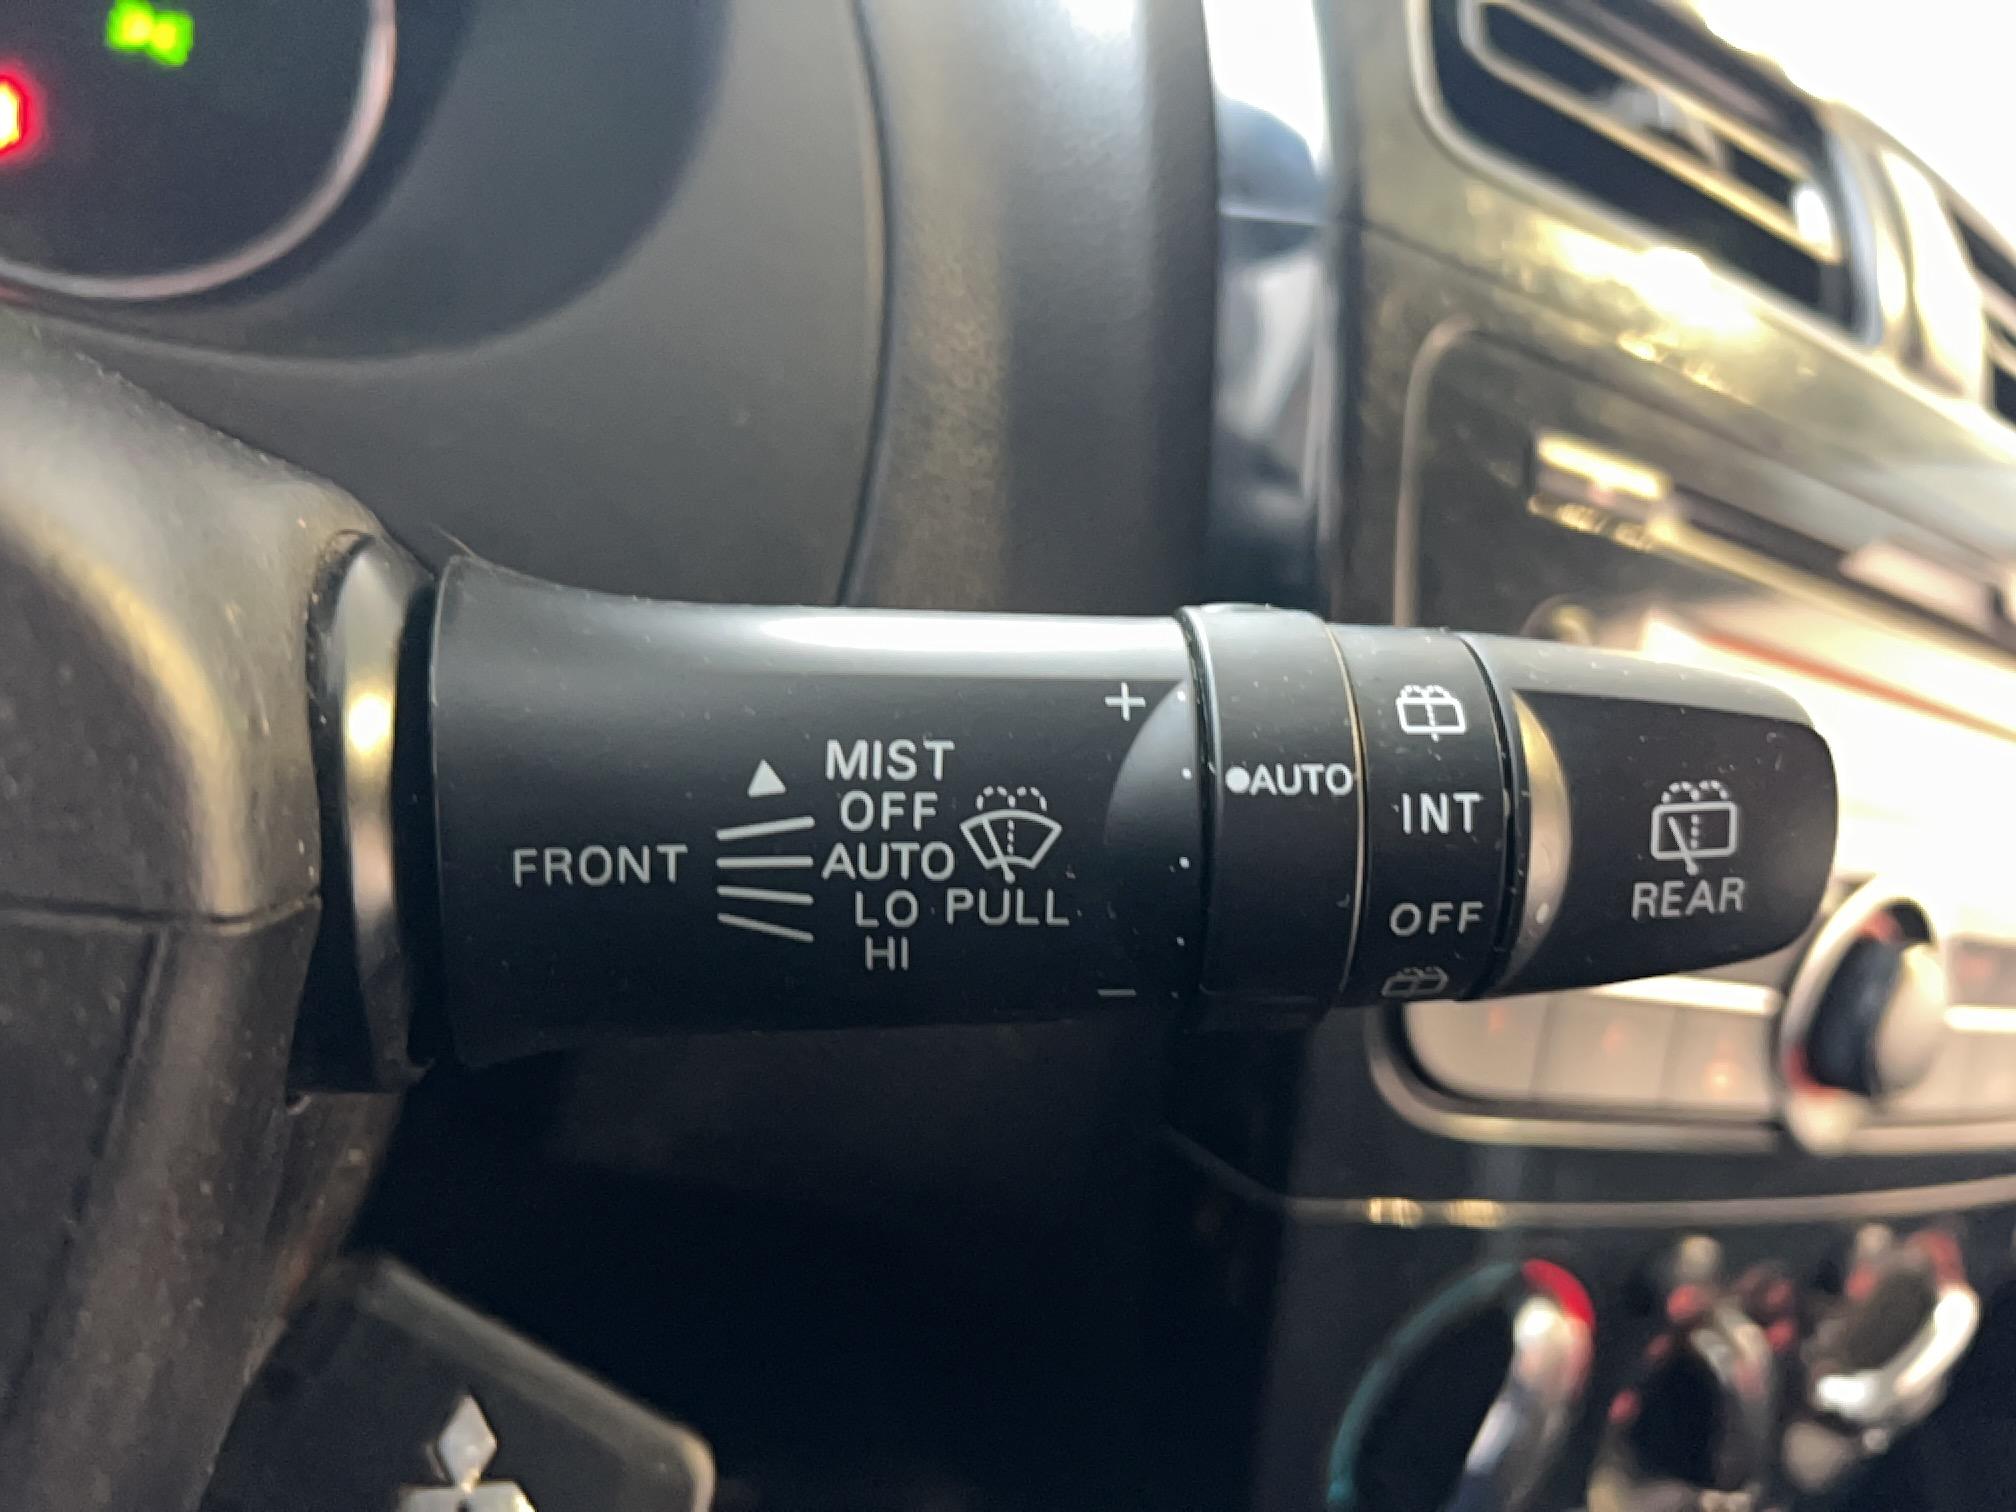 FRONT
MIST
OFF
AUTO
LO PULL
HI
+
−
●AUTO
INT
OFF
REAR